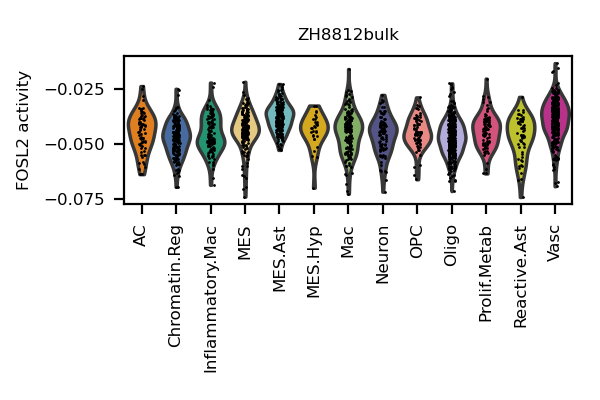 ZH8812bulk
FOSL2 activity
−0.025
−0.050
−0.075
AC
Chromatin.Reg
Inflammatory.Mac
MES
MES.Ast
MES.Hyp
Mac
Neuron
OPC
Oligo
Prolif.Metab
Reactive.Ast
Vasc